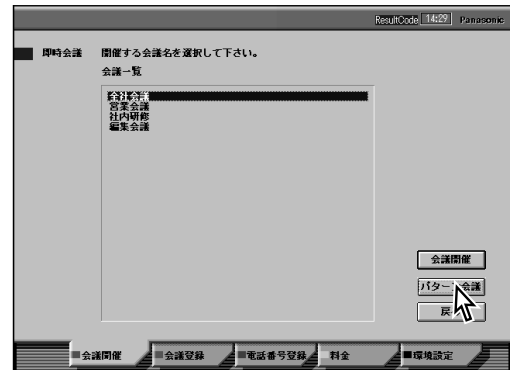 ResultCode 14:29 Panasonic
即時会議 開催する会議名を選択して下さい。
会議一覧
全社会議
営業会議
社内研修
編集会議
会議開催
パターン会議
戻
会議開催 会議登録 電話番号登録 料金 環境設定